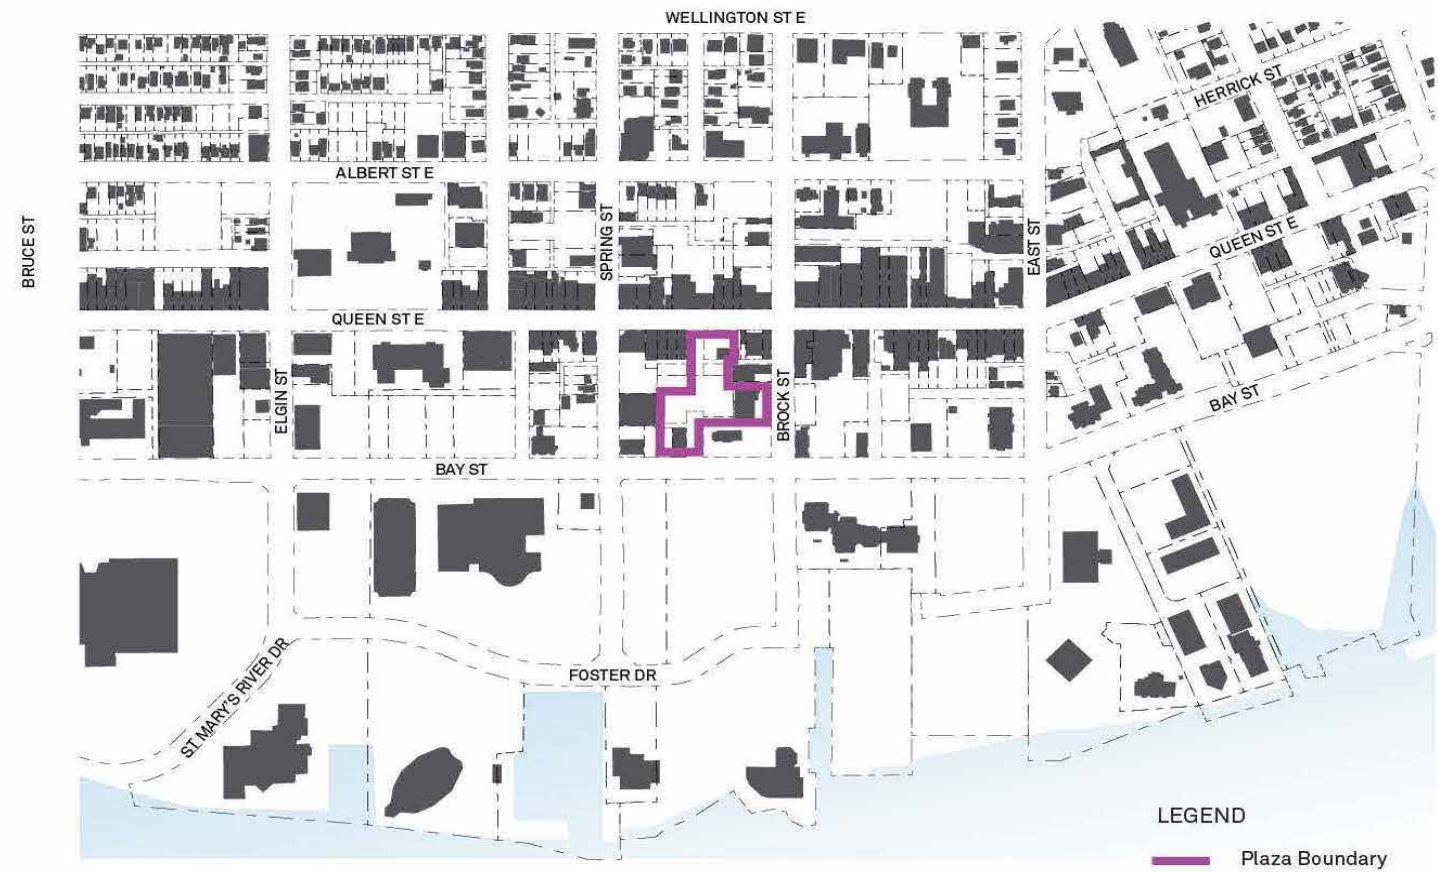 WELLINGTON ST E
HERRICK ST
ALBERT ST E
BRUCE ST
SPRING ST
EAST ST
QUEEN ST E
QUEEN ST E
ELGIN ST
BROCK ST
BAY ST
BAY ST
ST MARY'S RIVER DR
FOSTER DR
LEGEND
Plaza Boundary